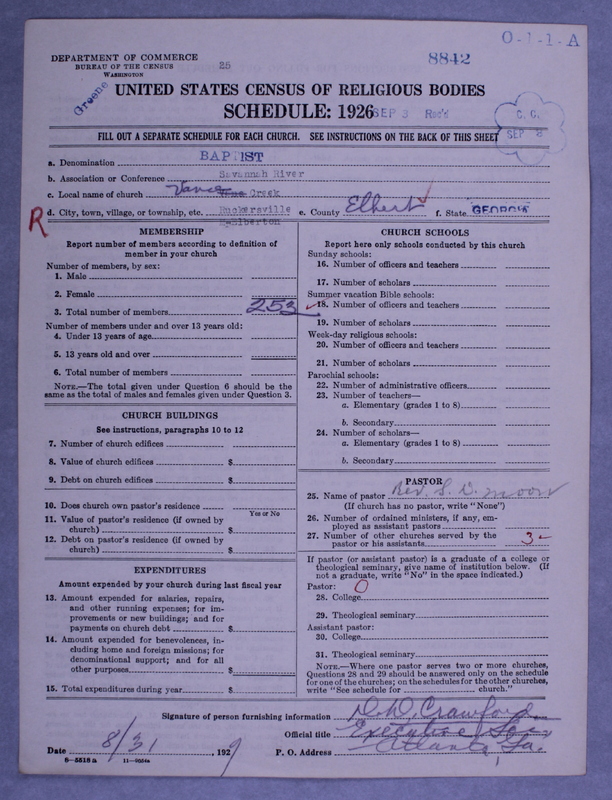 O-1-1-A
DEPARTMENT OF COMMERCE
BUREAU OF THE CENSUS
WASHINGTON
25
8842
Greene
UNITED STATES CENSUS OF RELIGIOUS BODIES
SCHEDULE: 1926
SEP 3 Rec'd
C. C.
SEP 8
FILL OUT A SEPARATE SCHEDULE FOR EACH CHURCH. SEE INSTRUCTIONS ON THE BACK OF THIS SHEET
a. Denomination BAPTIST
b. Association or Conference Savannah River
c. Local name of church Vans Creek
d. City, town, village, or township, etc. Ruckersville e. County Elbert f. State GEORGIA
R
Elberton
MEMBERSHIP
Report number of members according to definition of
member in your church
Number of members, by sex:
1. Male
2. Female
3. Total number of members 253
Number of members under and over 13 years old:
4. Under 13 years of age
5. 13 years old and over
6. Total number of members
NOTE.—The total given under Question 6 should be
same as the total of males and females given under Question 3.
CHURCH BUILDINGS
See instructions, paragraphs 10 to 12
7. Number of church edifices
8. Value of church edifices $
9. Debt on church edifices $
10. Does church own pastor's residence
Yes or No
11. Value of pastor's residence (if owned by
church) $
12. Debt on pastor's residence (if owned by
church) $
EXPENDITURES
Amount expended by your church during last fiscal year
13. Amount expended for salaries, repairs,
and other running expenses; for im-
provements or new buildings; and for
payments on church debt $
14. Amount expended for benevolences, in-
cluding home and foreign missions; for
denominational support; and for all
other purposes $
15. Total expenditures during year $
CHURCH SCHOOLS
Report here only schools conducted by this church
Sunday schools:
16. Number of officers and teachers
17. Number of scholars
Summer vacation Bible schools:
18. Number of officers and teachers
19. Number of scholars
Week-day religious schools:
20. Number of officers and teachers
21. Number of scholars
Parochial schools:
22. Number of administrative officers
23. Number of teachers—
a. Elementary (grades 1 to 8)
b. Secondary
24. Number of scholars—
a. Elementary (grades 1 to 8)
b. Secondary
PASTOR
25. Name of pastor Rev. L. D. Moon
(If church has no pastor, write "None")
26. Number of ordained ministers, if any, em-
ployed as assistant pastors
27. Number of other churches served by the
pastor or his assistants 3
If pastor (or assistant pastor) is a graduate of a college or
theological seminary, give name of institution below. (If
not a graduate, write "No" in the space indicated.)
Pastor: O
28. College
29. Theological seminary
Assistant pastor:
30. College
31. Theological seminary
NOTE.—Where one pastor serves two or more churches,
Questions 28 and 29 should be answered only on the schedule
for one of the churches; on the schedules for the other churches,
write "See schedule for church."
Signature of person furnishing information Crawford
Official title Executive Sec
Date 8/31, 192 P. O. Address Atlanta, Ga.
8—5518a 11—9054a